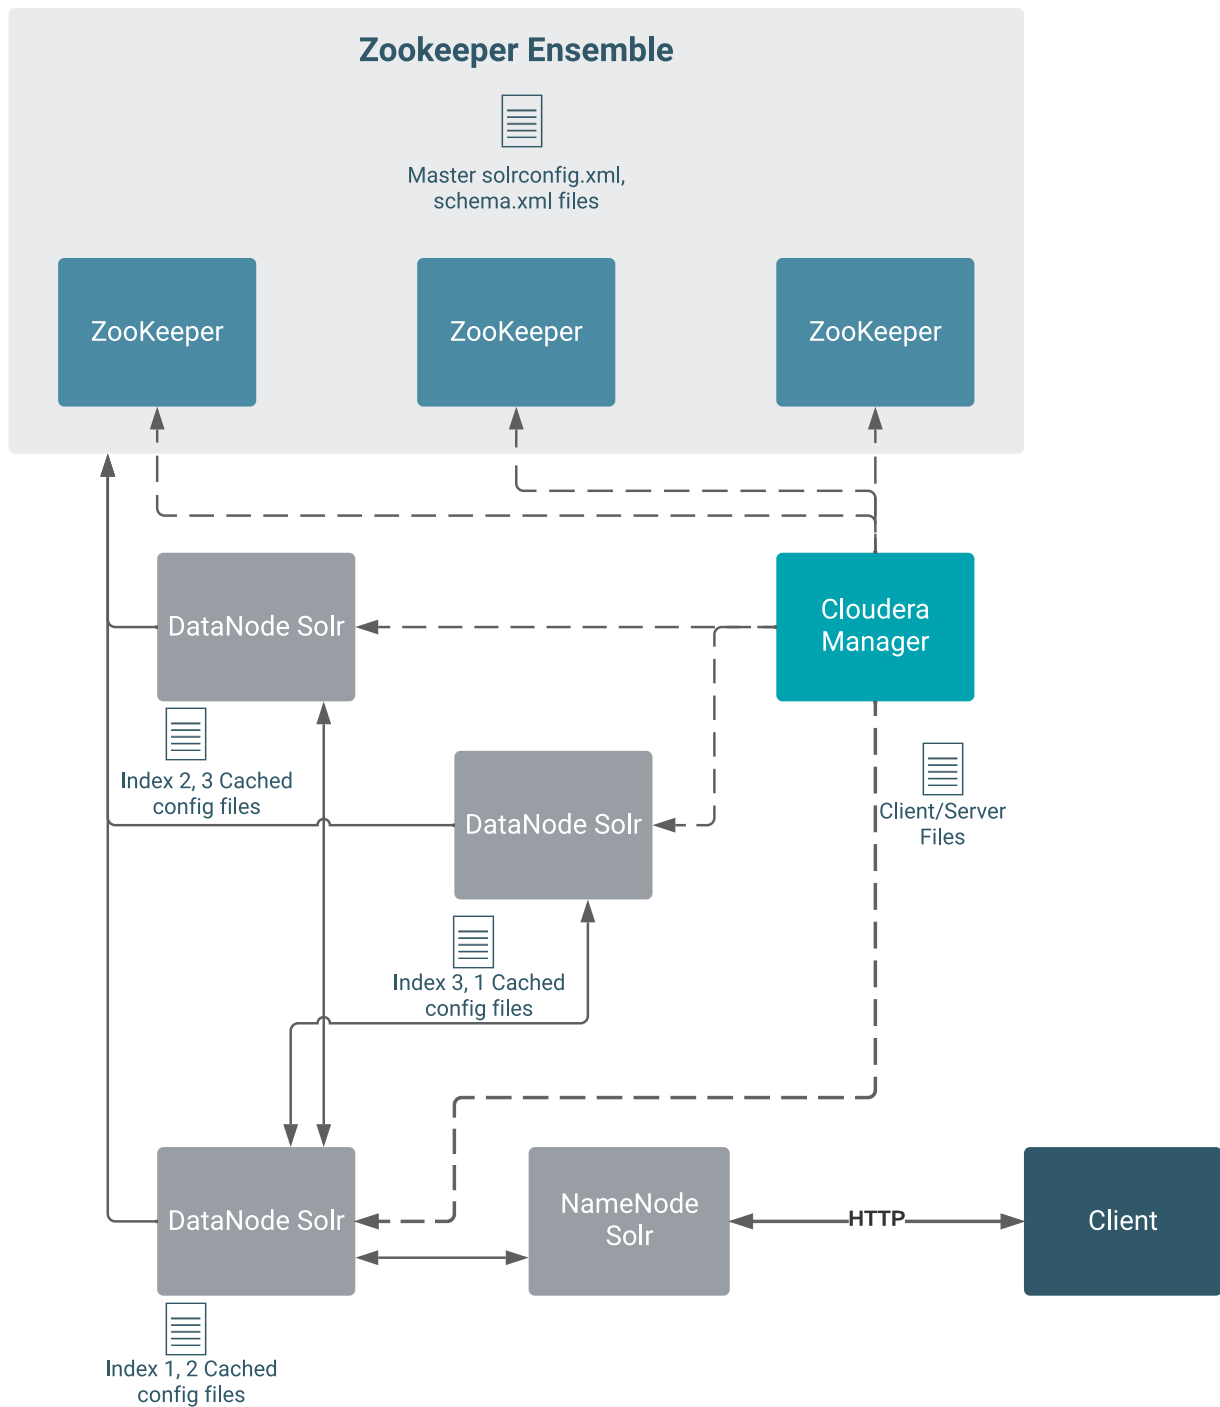 Zookeeper Ensemble
Master solrconfig.xml,
schema.xml files
ZooKeeper
ZooKeeper
ZooKeeper
DataNode Solr
Cloudera
Manager
Index 2, 3 Cached
config files
DataNode Solr
Client/Server
Files
Index 3, 1 Cached
config files
DataNode Solr
NameNode
Solr
HTTP
Client
Index 1, 2 Cached
config files